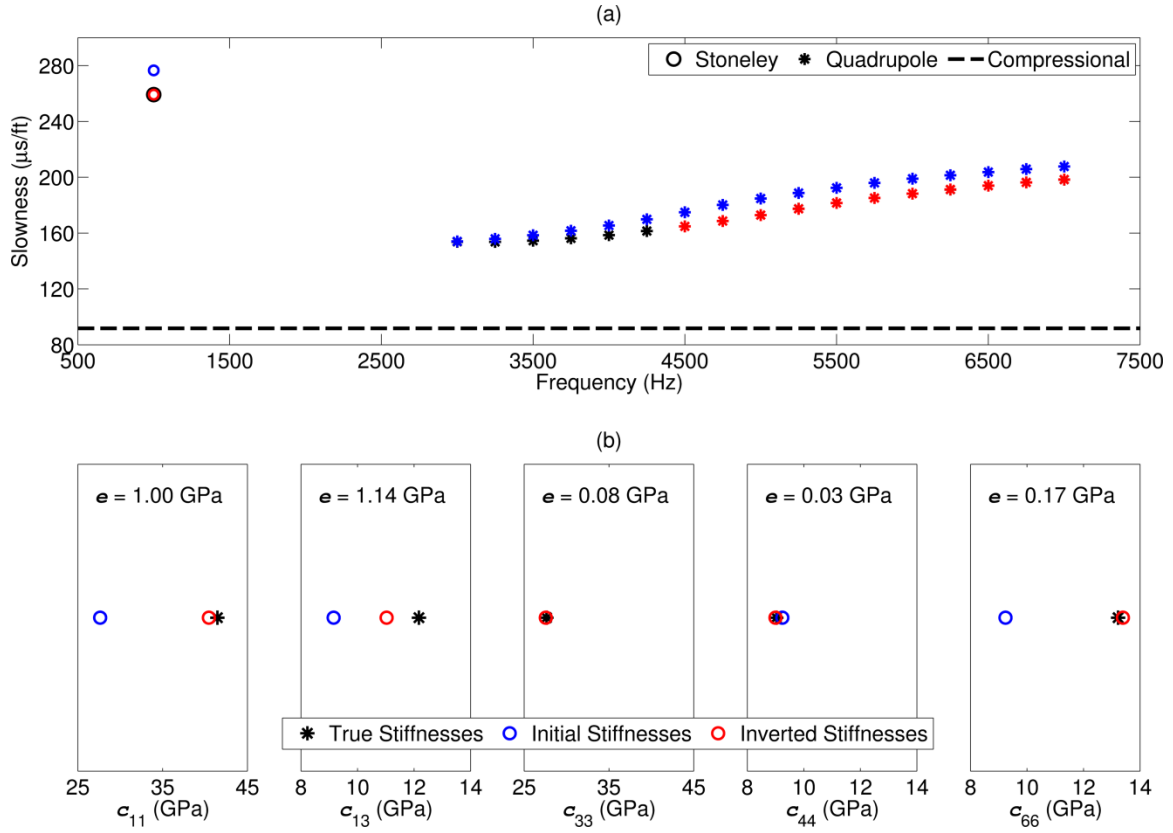 (a)
Slowness (μs/ft)
280
240
200
160
120
80
Stoneley Quadrupole Compressional
500 1500 2500 3500 4500 5500 6500 7500
Frequency (Hz)
(b)
e = 1.00 GPa
e = 1.14 GPa
e = 0.08 GPa
e = 0.03 GPa
e = 0.17 GPa
True Stiffnesses Initial Stiffnesses Inverted Stiffnesses
25 35 45
8 10 12 14
25 35 45
8 10 12 14
8 10 12 14
c11 (GPa)
c13 (GPa)
c33 (GPa)
c44 (GPa)
c66 (GPa)